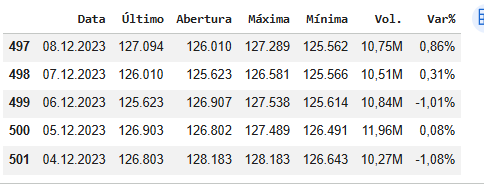 Data Último Abertura Máxima Mínima Vol. Var%
497 08.12.2023 127.094 126.010 127.289 125.562 10,75M 0,86%
498 07.12.2023 126.010 125.623 126.581 125.566 10,51M 0,31%
499 06.12.2023 125.623 126.907 127.538 125.614 10,84M -1,01%
500 05.12.2023 126.903 126.802 127.489 126.491 11,96M 0,08%
501 04.12.2023 126.803 128.183 128.183 126.643 10,27M -1,08%